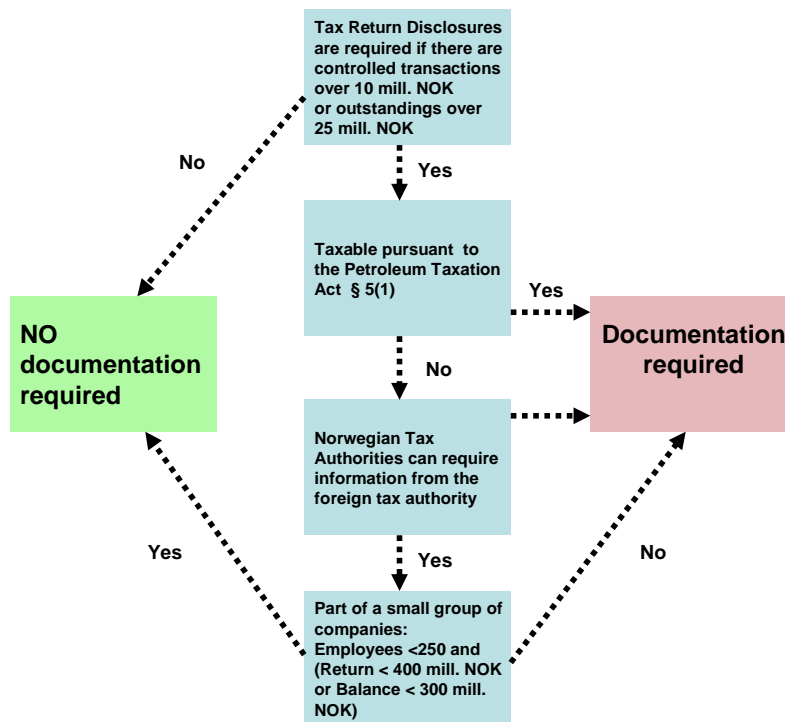 Tax Return Disclosures
are required if there are
controlled transactions
over 10 mill. NOK
or outstandings over
25 mill. NOK
No
Yes
Taxable pursuant to
the Petroleum Taxation
Act § 5(1)
Yes
NO
documentation
required
Documentation
required
No
Norwegian Tax
Authorities can require
information from the
foreign tax authority
Yes
Yes
No
Part of a small group of
companies:
Employees <250 and
(Return < 400 mill. NOK
or Balance < 300 mill.
NOK)